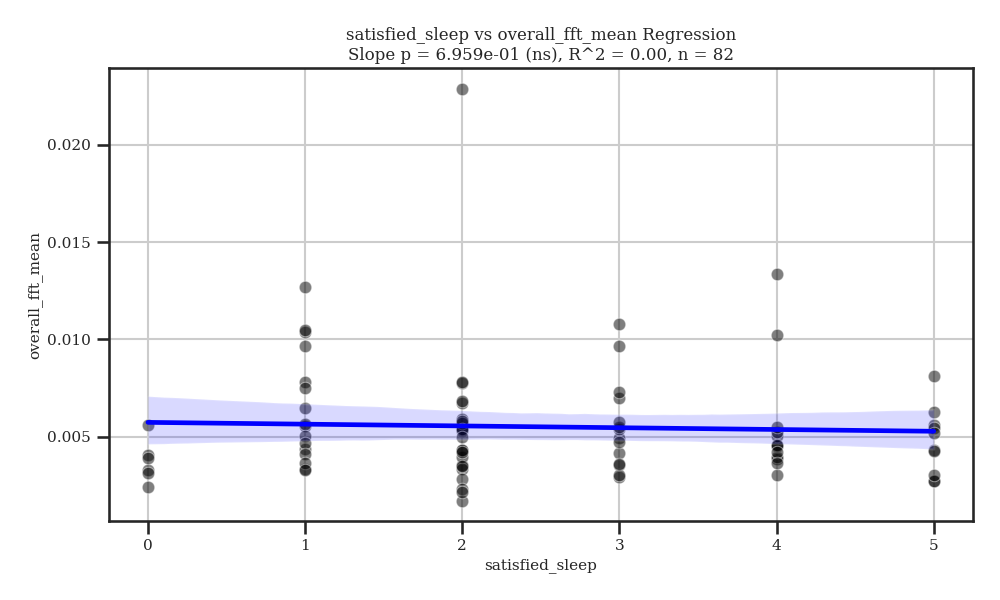 satisfied_sleep vs overall_fft_mean Regression
Slope p = 6.959e-01 (ns), R^2 = 0.00, n = 82
overall_fft_mean
0.020
0.015
0.010
0.005
0 1 2 3 4 5
satisfied_sleep